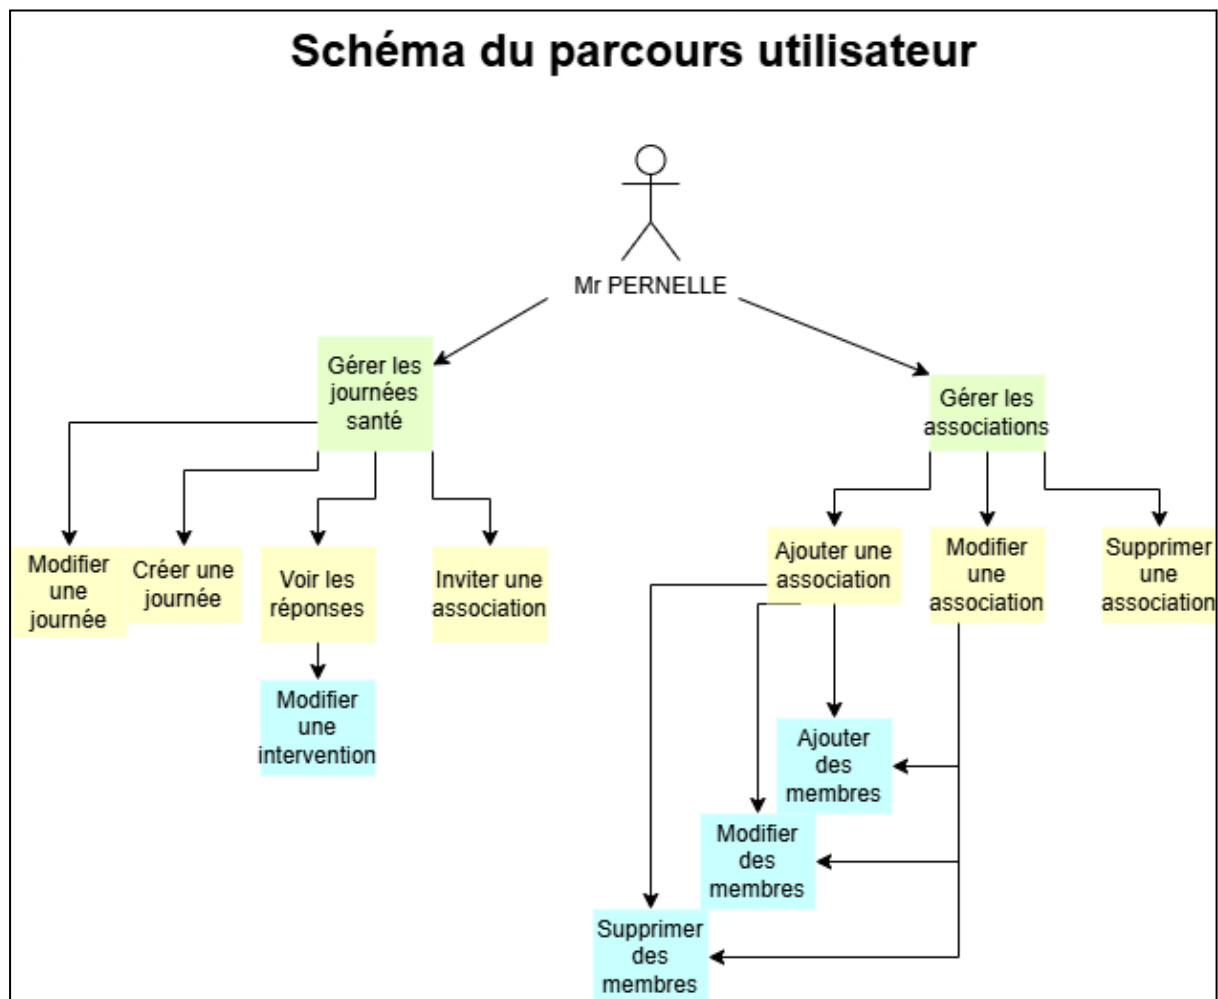 Schéma du parcours utilisateur
Mr PERNELLE
Gérer les
journées
santé
Gérer les
associations
Modifier
une
journée
Créer une
journée
Voir les
réponses
Inviter une
association
Ajouter une
association
Modifier
une
association
Supprimer
une
association
Modifier
une
intervention
Ajouter
des
membres
Modifier
des
membres
Supprimer
des
membres